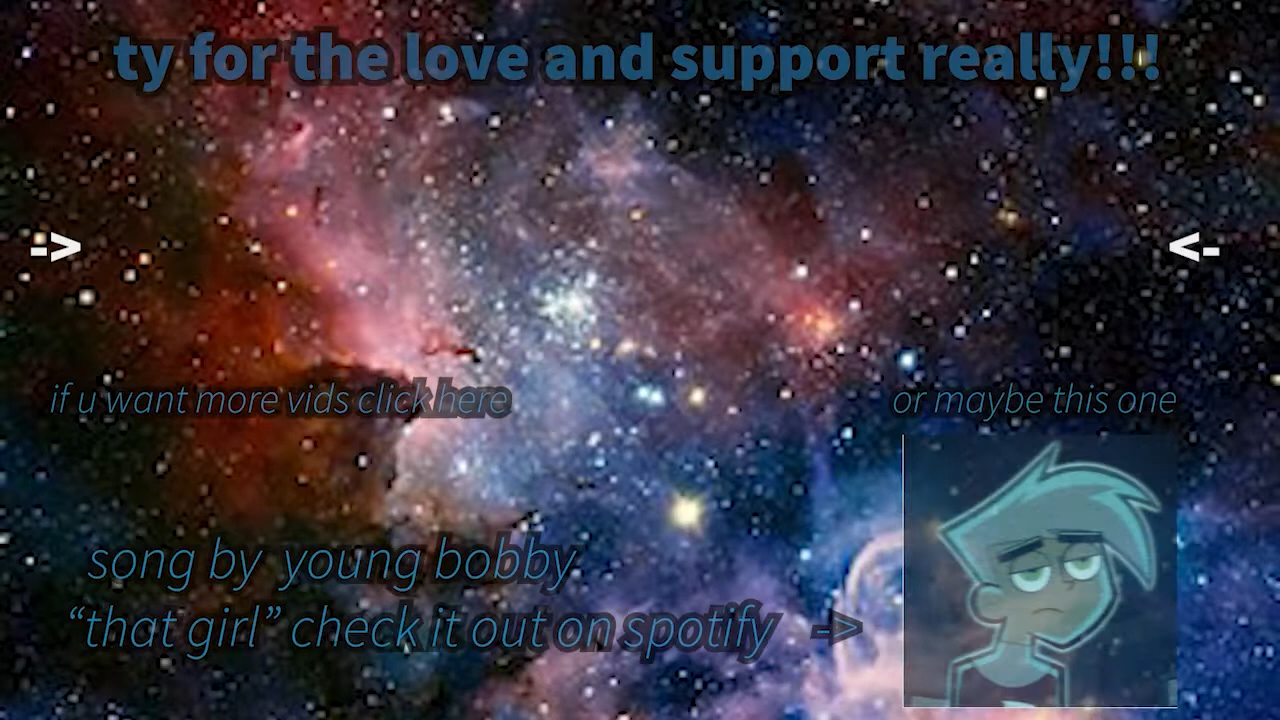 ty for the love and support really!!!
-> <-
if u want more vids click here
or maybe this one
song by young bobby
“that girl” check it out on spotify ->